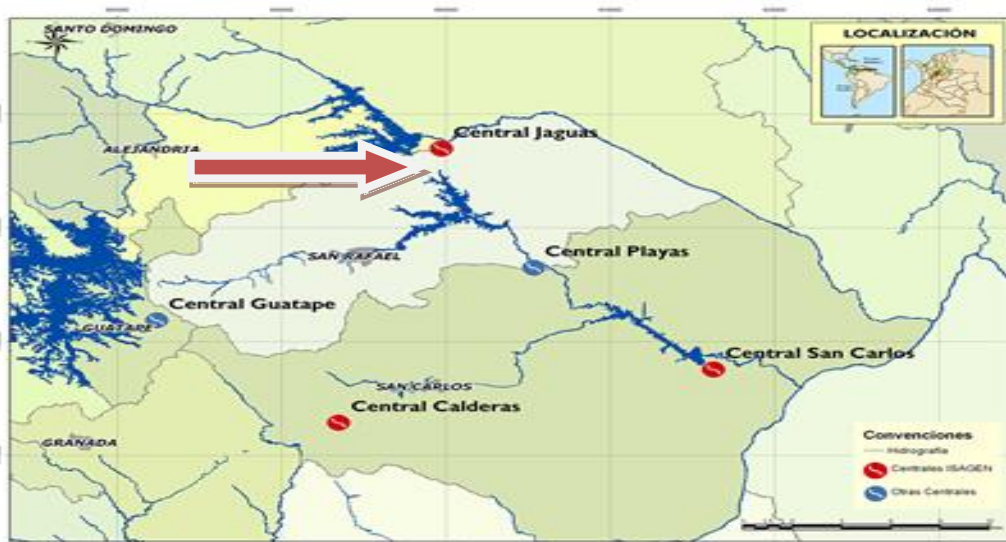 SANTO DOMINGO
LOCALIZACIÓN
Central Jaguas
ALEJANDRIA
SAN RAFAEL
Central Playas
Central Guatape
GUATAPE
Central San Carlos
SAN CARLOS
Central Calderas
GRANADA
Convenciones
Hidrografía
Centrales ISAGEN
Otras Centrales